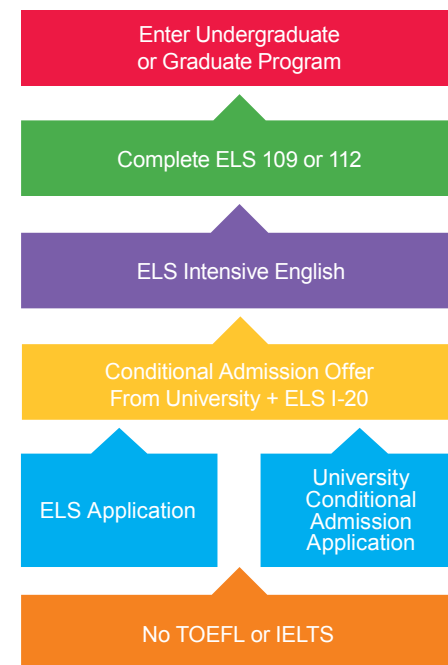 Enter Undergraduate
or Graduate Program
Complete ELS 109 or 112
ELS Intensive English
Conditional Admission Offer
From University + ELS I-20
ELS Application
University
Conditional
Admission
Application
No TOEFL or IELTS